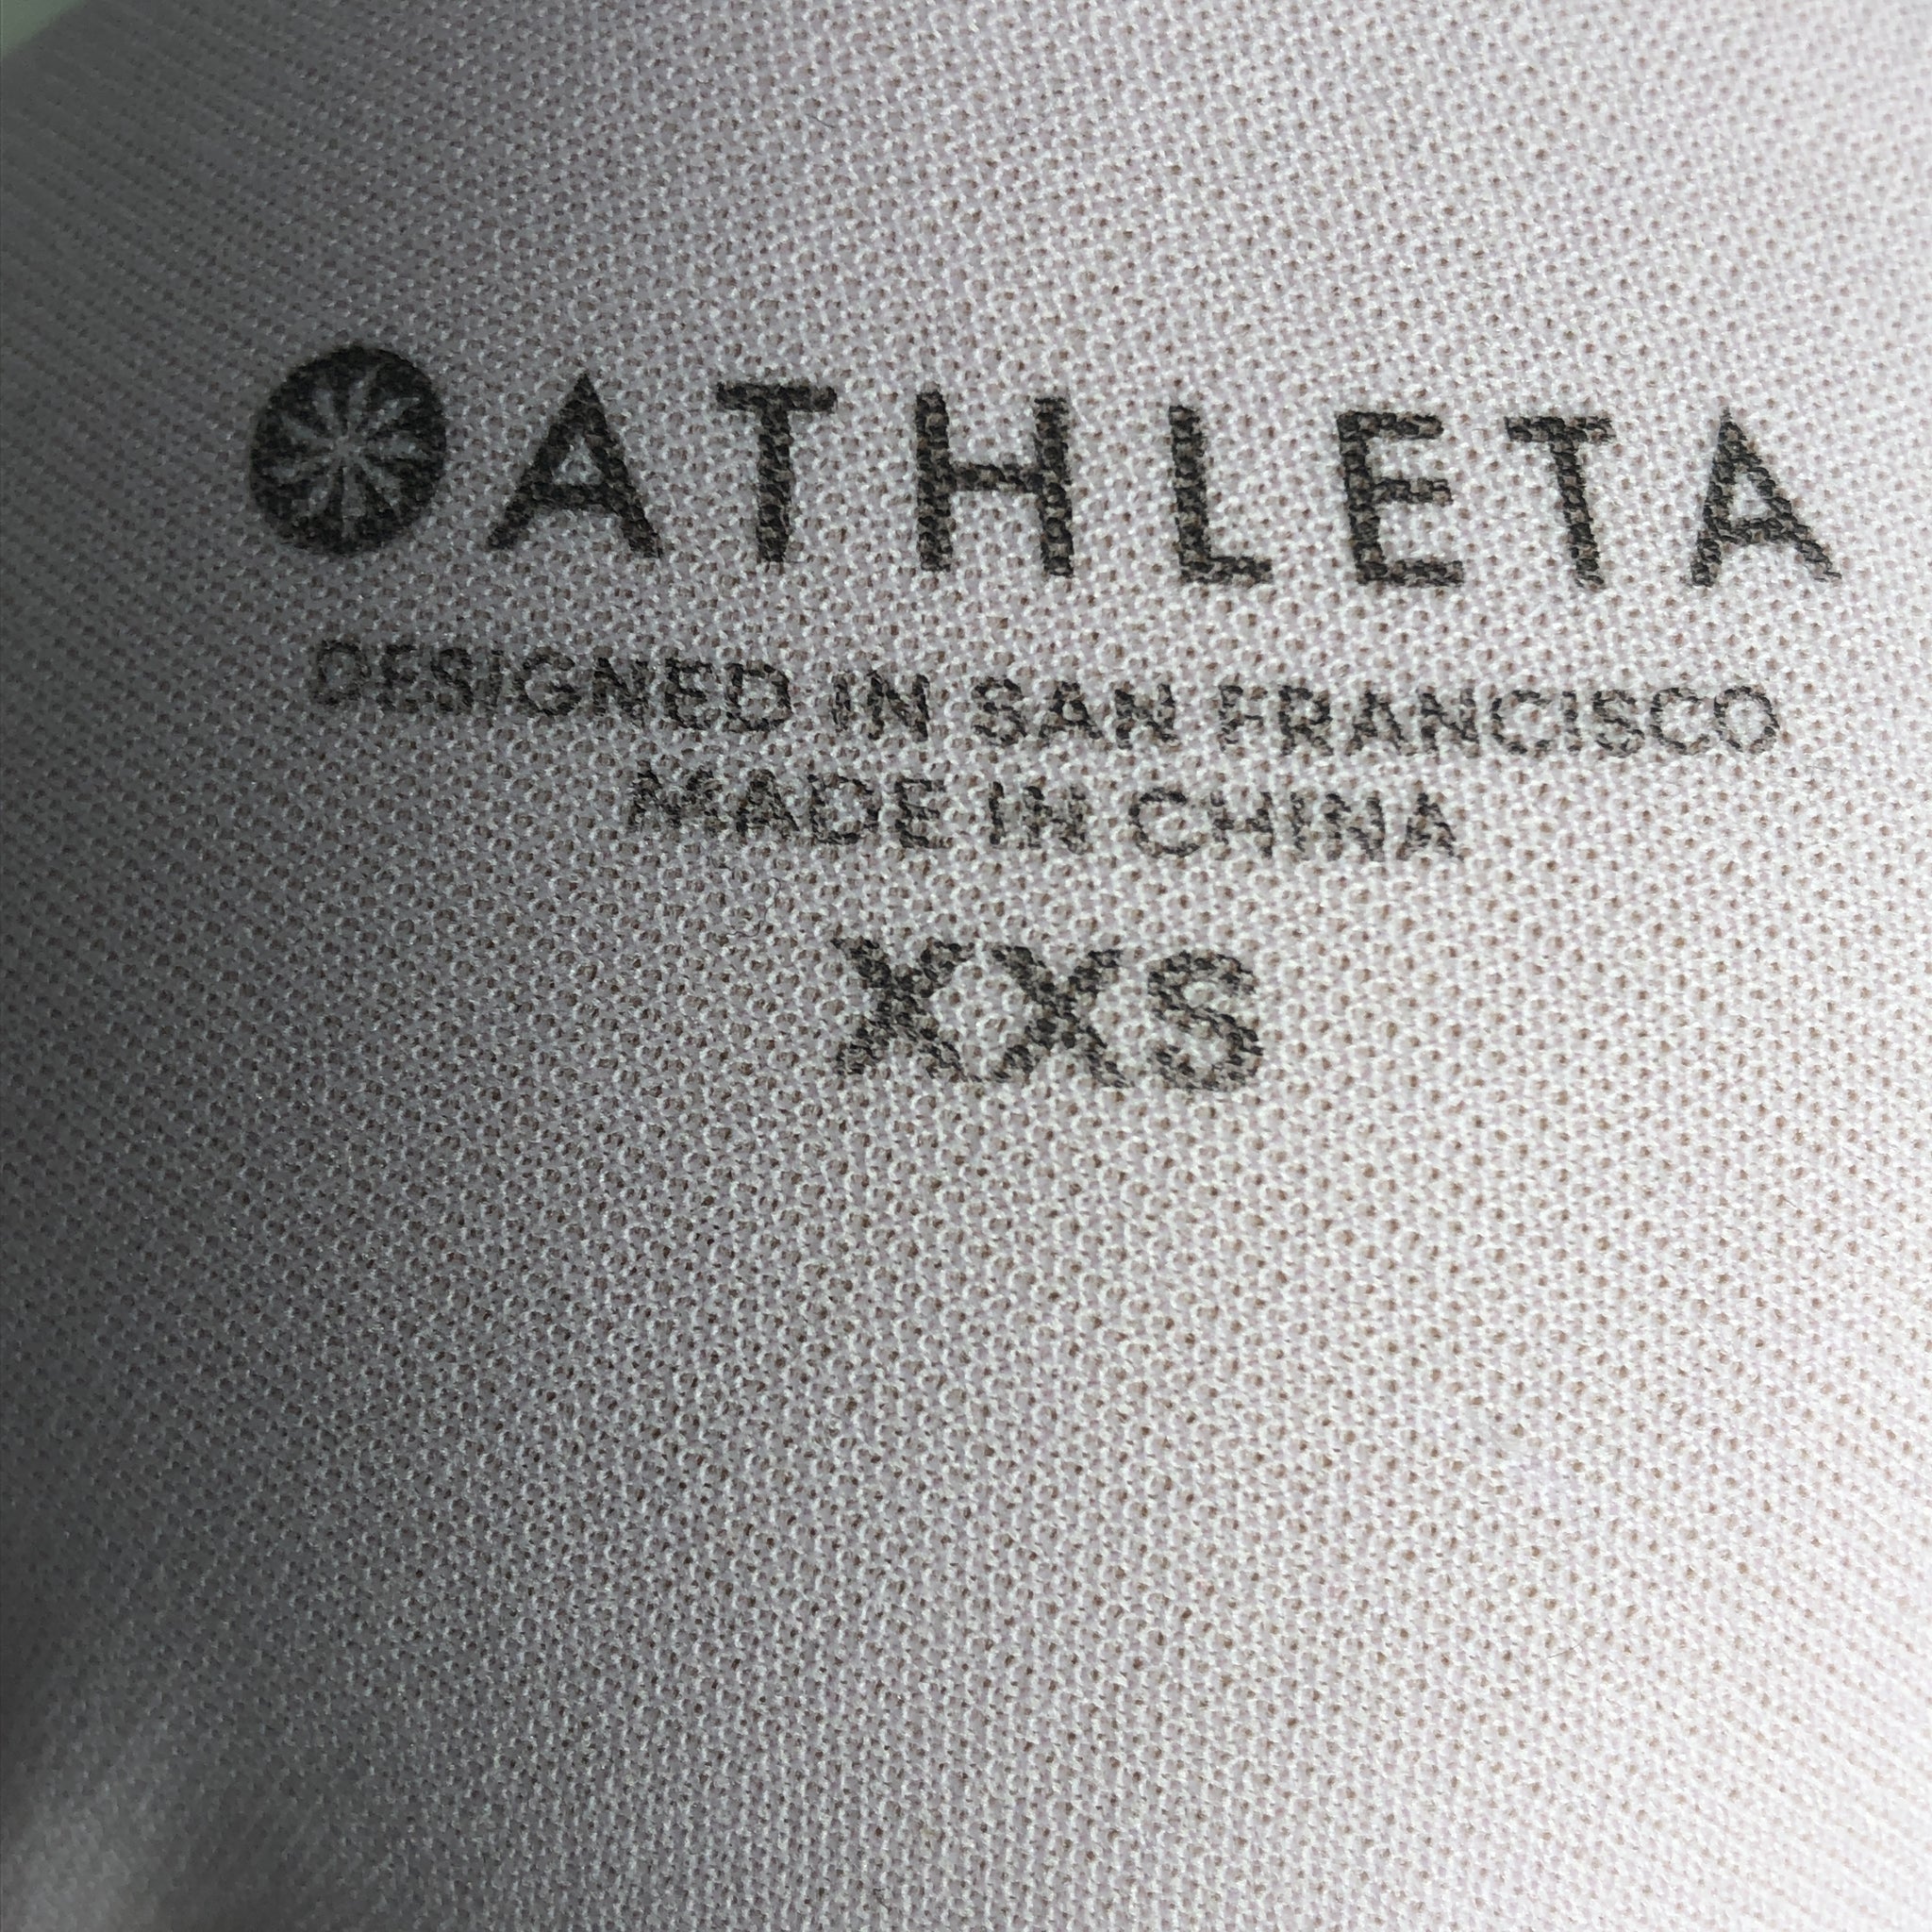 ATHLETA
DESIGNED IN SAN FRANCISCO
MADE IN CHINA
XXS